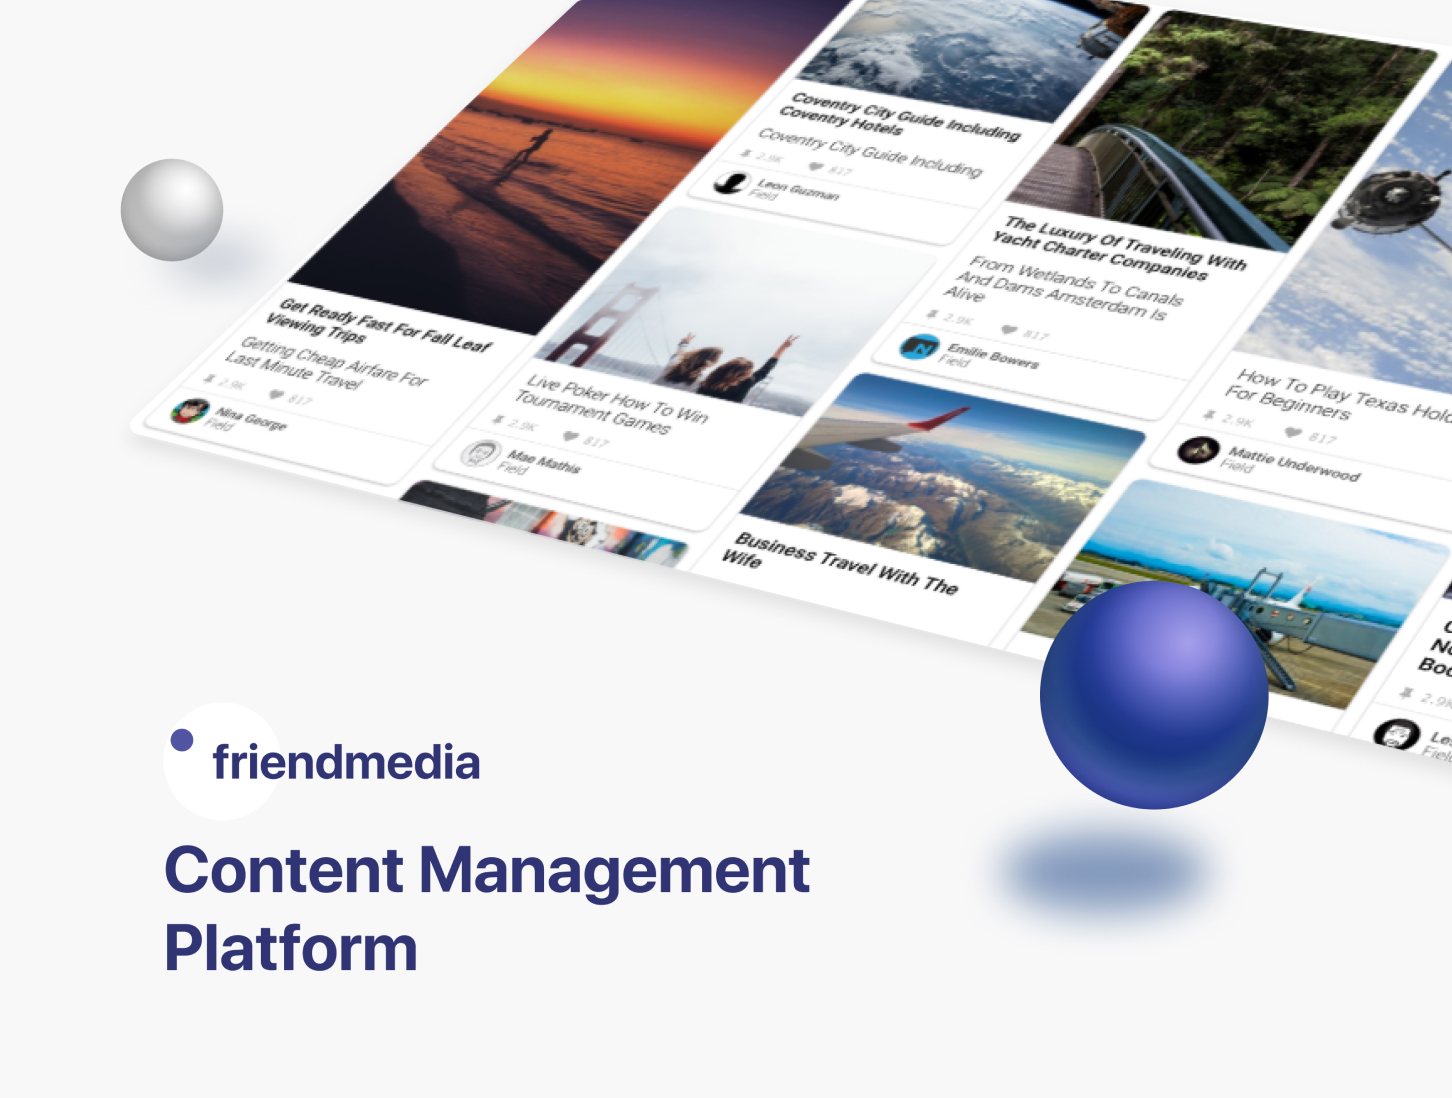 Coventry City Guide Including
Coventry Hotels
Coventry City Guide Including
2.9K 817
Leon Guzman
Field
The Luxury Of Traveling With
Yacht Charter Companies
From Wetlands To Canals
And Dams Amsterdam Is
Alive
2.9K 817
Emilie Bowers
Field
Get Ready Fast For Fall Leaf
Viewing Trips
Getting Cheap Airfare For
Last Minute Travel
2.9K 817
Nina George
Field
Live Poker How To Win
Tournament Games
2.9K 817
Mae Mathis
Field
How To Play Texas Hold
For Beginners
2.9K 817
Mattie Underwood
Field
Business Travel With The
Wife
2.9K
Field
friendmedia
Content Management
Platform